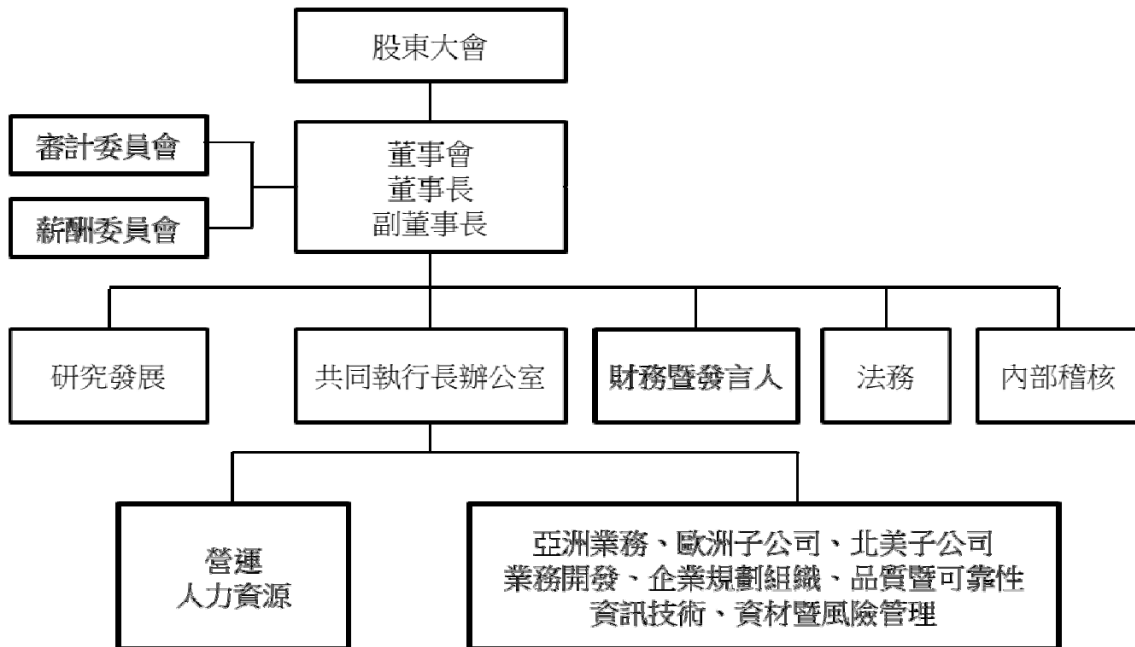 股東大會
審計委員會
薪酬委員會
董事會
董事長
副董事長
研究發展
共同執行長辦公室
財務暨發言人
法務
內部稽核
營運
人力資源
亞洲業務、歐洲子公司、北美子公司
業務開發、企業規劃組織、品質暨可靠性
資訊技術、資材暨風險管理